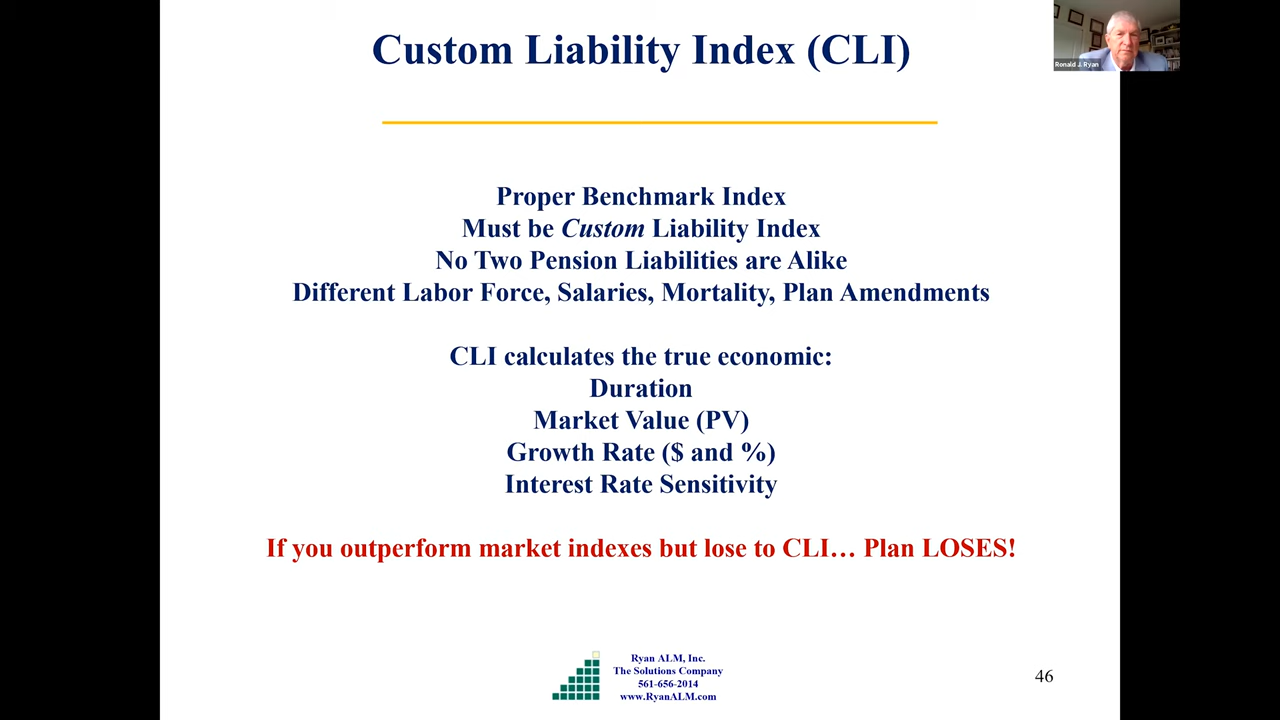 Custom Liability Index (CLI)
Ronald J. Ryan
Proper Benchmark Index
Must be Custom Liability Index
No Two Pension Liabilities are Alike
Different Labor Force, Salaries, Mortality, Plan Amendments
CLI calculates the true economic:
Duration
Market Value (PV)
Growth Rate ($ and %)
Interest Rate Sensitivity
If you outperform market indexes but lose to CLI… Plan LOSES!
Ryan ALM, Inc.
The Solutions Company
561-656-2014
www.RyanALM.com
46